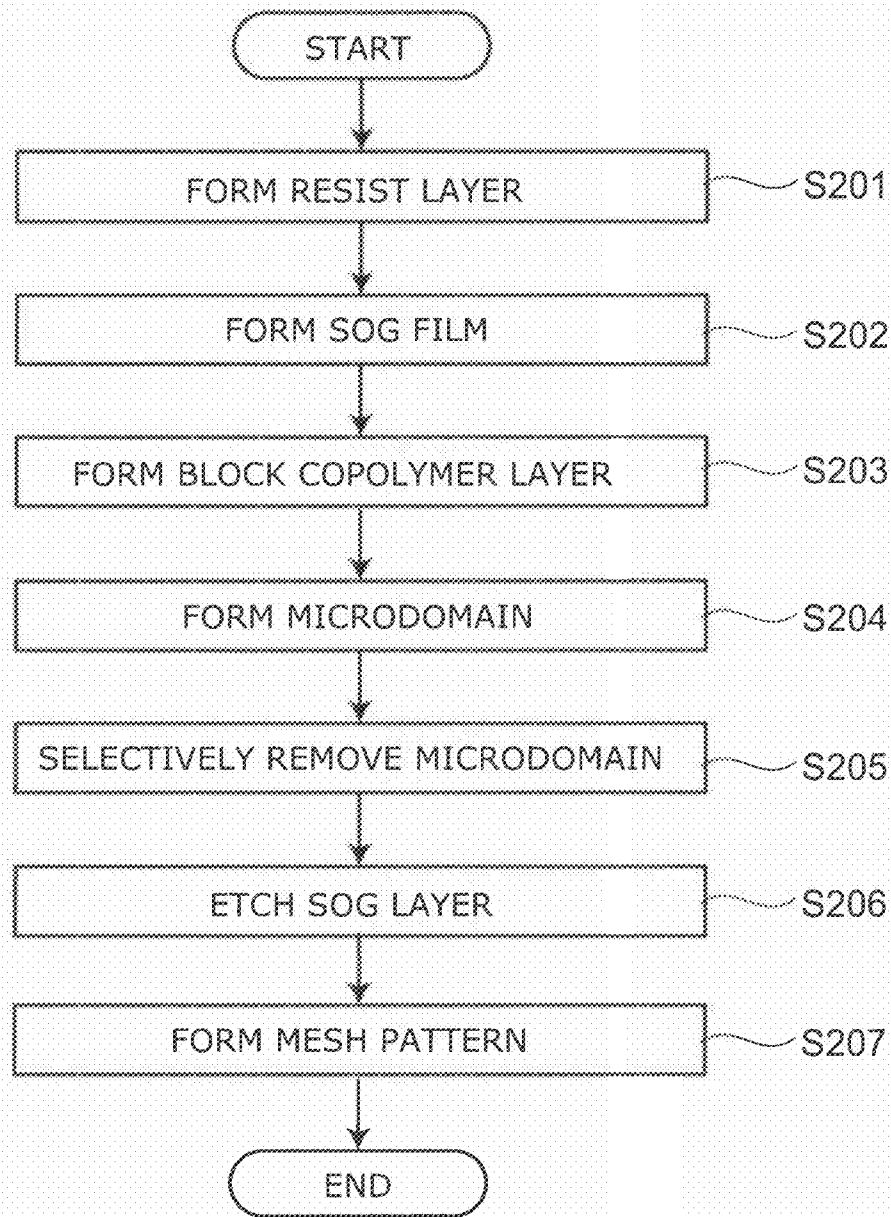 START
FORM RESIST LAYER
S201
FORM SOG FILM
S202
FORM BLOCK COPOLYMER LAYER
S203
FORM MICRODOMAIN
S204
SELECTIVELY REMOVE MICRODOMAIN
S205
ETCH SOG LAYER
S206
FORM MESH PATTERN
S207
END